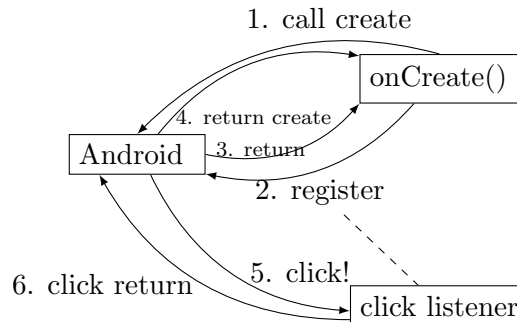 1. call create
onCreate()
4. return create
3. return
Android
2. register
5. click!
6. click return
click listener